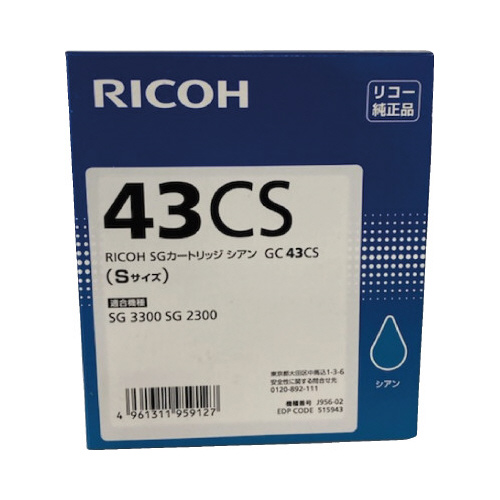 RICOH
リコー
純正品
43CS
RICOH SGカートリッジ シアン GC 43CS
(Sサイズ)
適合機種
SG 3300 SG 2300
シアン
東京都大田区中馬込1-3-6
安全性に関する問合せ先
0120-892-111
機種番号 J956-02
EDP CODE 515943
4 961311 959127